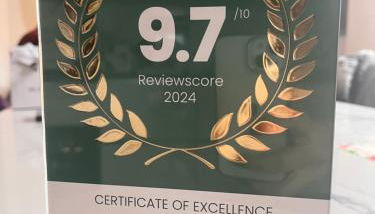 9.7 /10
Reviewscore
2024
CERTIFICATE OF EXCELLENCE